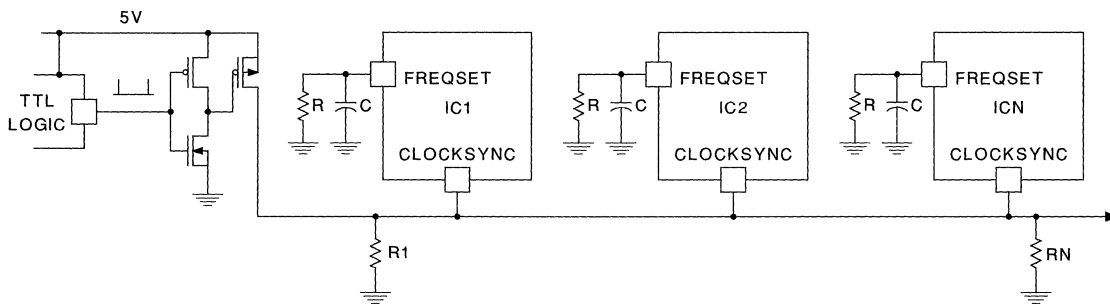 5V
TTL
LOGIC
R
C
FREQSET
IC1
CLOCKSYNC
R
C
FREQSET
IC2
CLOCKSYNC
R
C
FREQSET
ICN
CLOCKSYNC
R1
RN